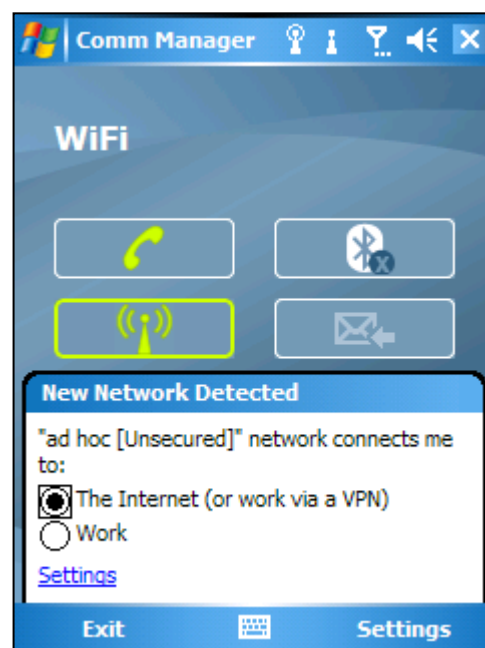 Comm Manager
WiFi
New Network Detected
"ad hoc [Unsecured]" network connects me
to:
The Internet (or work via a VPN)
Work
Settings
Exit Settings